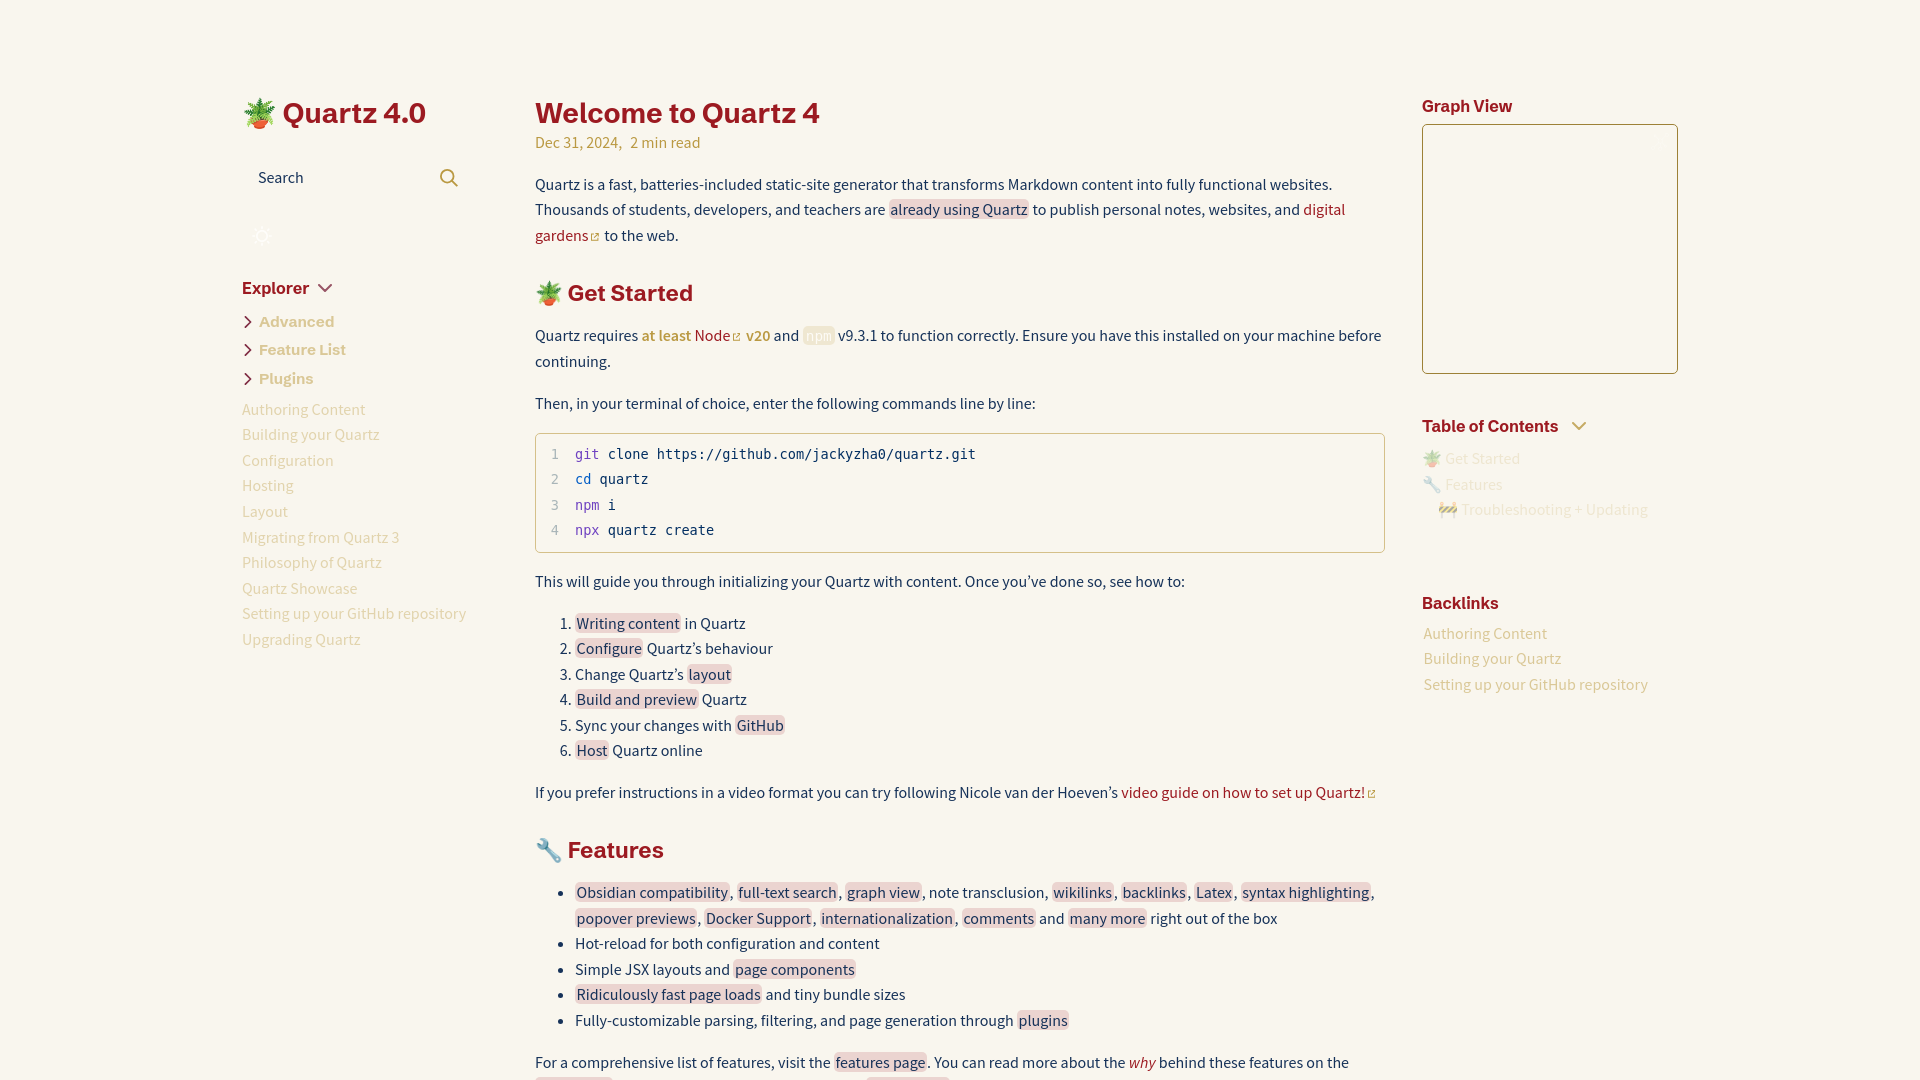 🪴 Quartz 4.0
Search
Explorer
Advanced
Feature List
Plugins
Authoring Content
Building your Quartz
Configuration
Hosting
Layout
Migrating from Quartz 3
Philosophy of Quartz
Quartz Showcase
Setting up your GitHub repository
Upgrading Quartz
Welcome to Quartz 4
Dec 31, 2024, 2 min read
Quartz is a fast, batteries-included static-site generator that transforms Markdown content into fully functional websites.
Thousands of students, developers, and teachers are already using Quartz to publish personal notes, websites, and digital
gardens to the web.
🪴 Get Started
Quartz requires at least Node v20 and npm v9.3.1 to function correctly. Ensure you have this installed on your machine before
continuing.
Then, in your terminal of choice, enter the following commands line by line:
1 git clone https://github.com/jackyzha0/quartz.git
2 cd quartz
3 npm i
4 npx quartz create
This will guide you through initializing your Quartz with content. Once you’ve done so, see how to:
1. Writing content in Quartz
2. Configure Quartz’s behaviour
3. Change Quartz’s layout
4. Build and preview Quartz
5. Sync your changes with GitHub
6. Host Quartz online
If you prefer instructions in a video format you can try following Nicole van der Hoeven’s video guide on how to set up Quartz!
🔧 Features
• Obsidian compatibility, full-text search, graph view, note transclusion, wikilinks, backlinks, Latex, syntax highlighting,
popover previews, Docker Support, internationalization, comments and many more right out of the box
• Hot-reload for both configuration and content
• Simple JSX layouts and page components
• Ridiculously fast page loads and tiny bundle sizes
• Fully-customizable parsing, filtering, and page generation through plugins
For a comprehensive list of features, visit the features page. You can read more about the why behind these features on the
Graph View
Table of Contents
🪴 Get Started
🔧 Features
🚧 Troubleshooting + Updating
Backlinks
Authoring Content
Building your Quartz
Setting up your GitHub repository